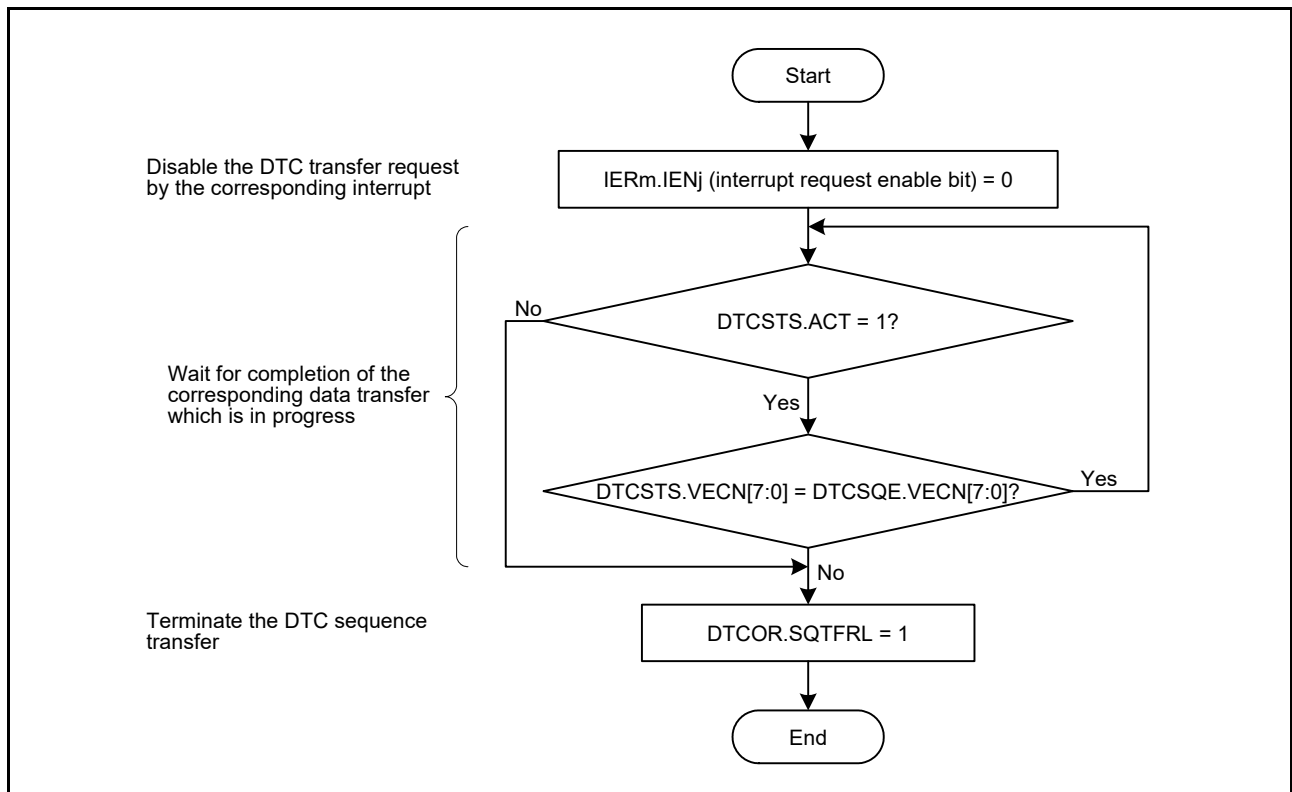 Start
Disable the DTC transfer request
by the corresponding interrupt
IERm.IENj (interrupt request enable bit) = 0
No
DTCSTS.ACT = 1?
Wait for completion of the
corresponding data transfer
which is in progress
Yes
DTCSTS.VECN[7:0] = DTCSQE.VECN[7:0]?
Yes
No
Terminate the DTC sequence
transfer
DTCOR.SQTFRL = 1
End